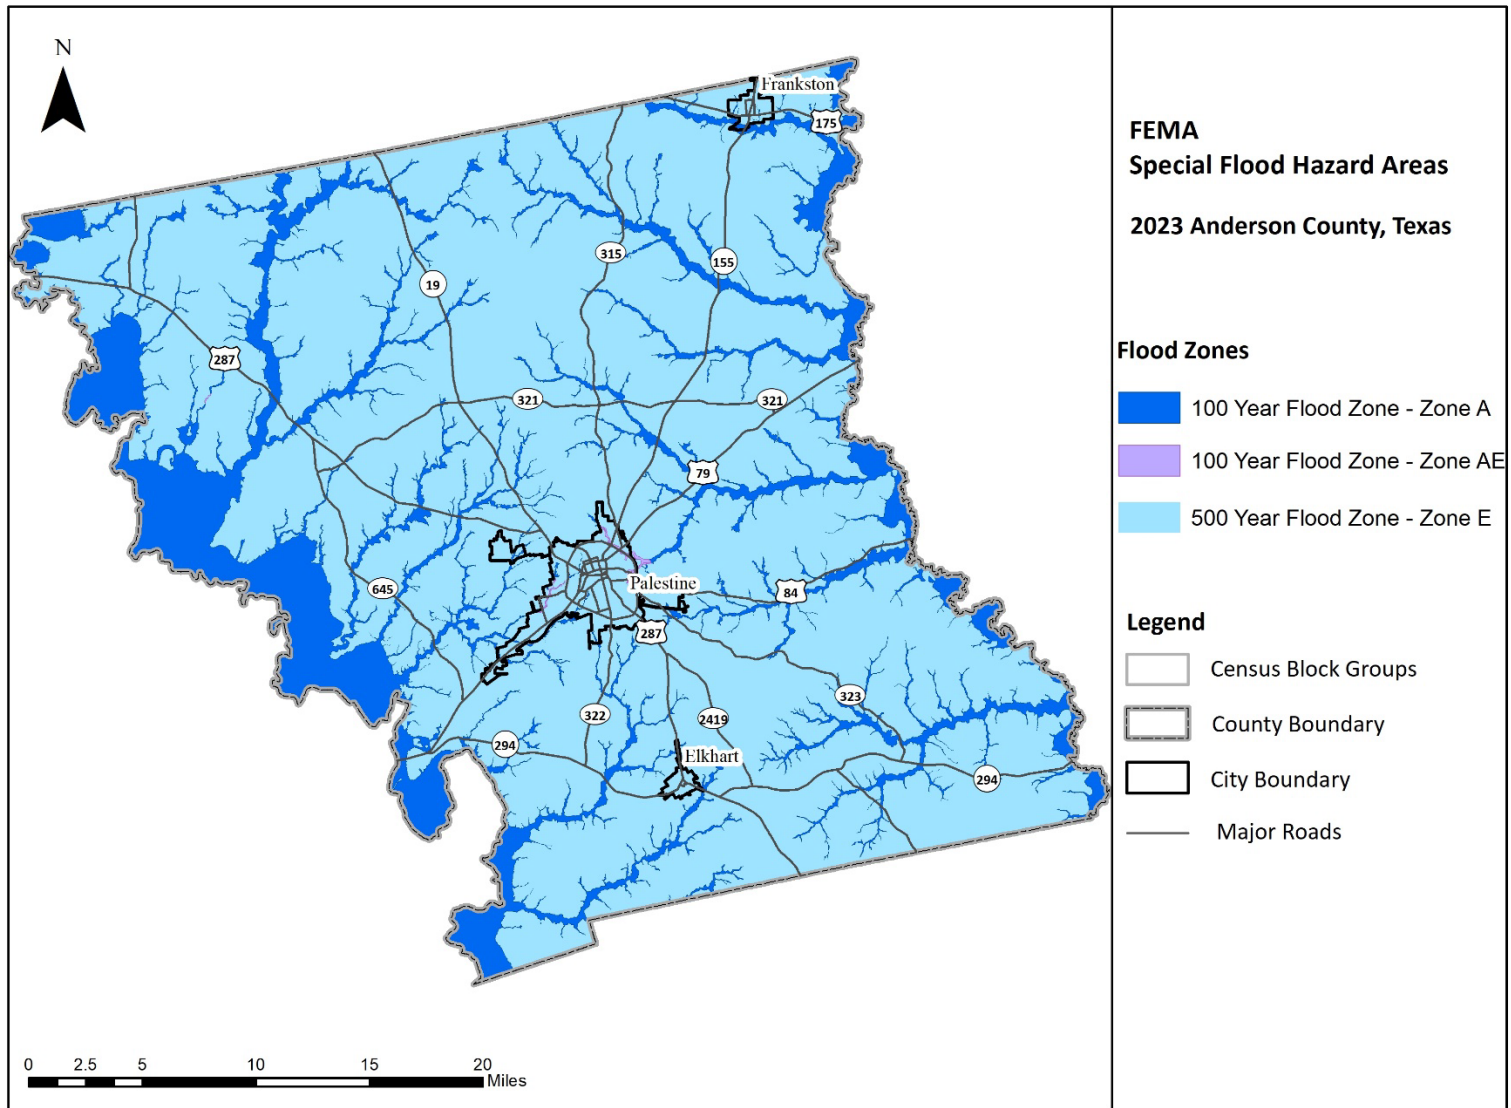 N
Frankston
175
315
155
19
287
321
321
79
Palestine
645
84
287
323
322
2419
294
Elkhart
294
0 2.5 5 10 15 20
Miles
FEMA
Special Flood Hazard Areas
2023 Anderson County, Texas
Flood Zones
100 Year Flood Zone - Zone A
100 Year Flood Zone - Zone AE
500 Year Flood Zone - Zone E
Legend
Census Block Groups
County Boundary
City Boundary
Major Roads